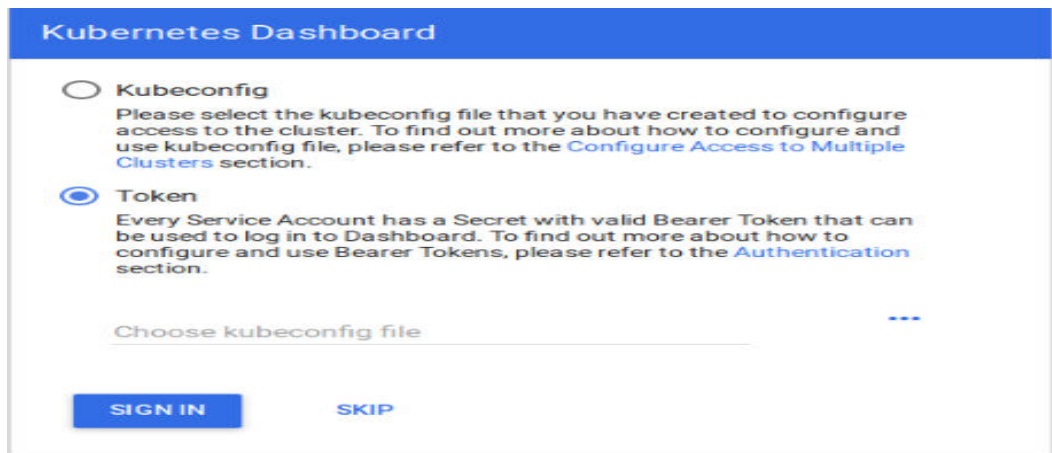 Kubernetes Dashboard
Kubeconfig
Please select the kubeconfig file that you have created to configure
access to the cluster. To find out more about how to configure and
use kubeconfig file, please refer to the Configure Access to Multiple
Clusters section.
Token
Every Service Account has a Secret with valid Bearer Token that can
be used to log in to Dashboard. To find out more about how to
configure and use Bearer Tokens, please refer to the Authentication
section.
Choose kubeconfig file
...
SIGN IN SKIP